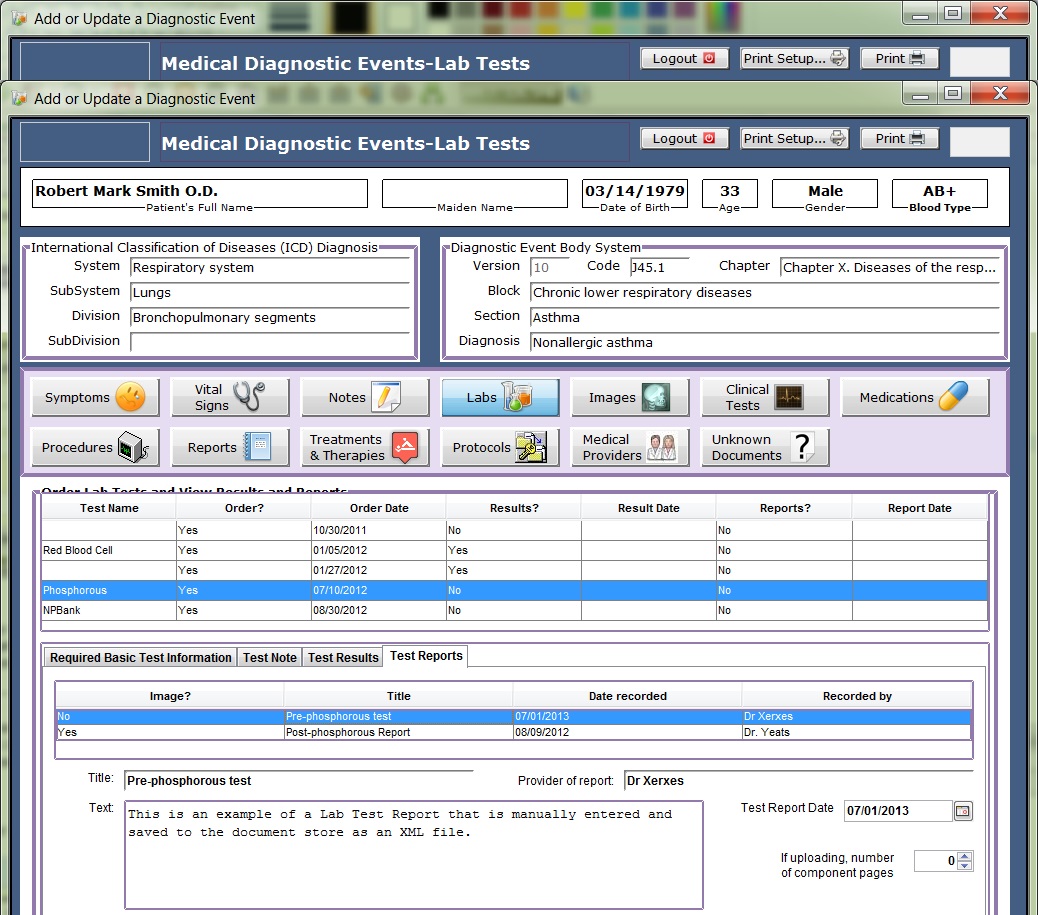 Add or Update a Diagnostic Event
Medical Diagnostic Events-Lab Tests
Logout Print Setup... Print
Add or Update a Diagnostic Event
Medical Diagnostic Events-Lab Tests
Logout Print Setup... Print
Robert Mark Smith O.D. 03/14/1979 33 Male AB+
Patient's Full Name Maiden Name Date of Birth Age Gender Blood Type
International Classification of Diseases (ICD) Diagnosis
System Respiratory system
SubSystem Lungs
Division Bronchopulmonary segments
SubDivision
Diagnostic Event Body System
Version 10 Code J45.1 Chapter Chapter X. Diseases of the resp...
Block Chronic lower respiratory diseases
Section Asthma
Diagnosis Nonallergic asthma
Symptoms Vital Signs Notes Labs Images Clinical Tests Medications
Procedures Reports Treatments & Therapies Protocols Medical Providers Unknown Documents ?
Order Lab Tests and View Results and Reports
Test Name Order? Order Date Results? Result Date Reports? Report Date
Yes 10/30/2011 No No
Red Blood Cell Yes 01/05/2012 Yes No
Yes 01/27/2012 Yes No
Phosphorous Yes 07/10/2012 No No
NPBank Yes 08/30/2012 No No
Required Basic Test Information Test Note Test Results Test Reports
Image? Title Date recorded Recorded by
No Pre-phosphorous test 07/01/2013 Dr Xerxes
Yes Post-phosphorous Report 08/09/2012 Dr. Yeats
Title: Pre-phosphorous test Provider of report: Dr Xerxes
Text: This is an example of a Lab Test Report that is manually entered and
saved to the document store as an XML file.
Test Report Date 07/01/2013
If uploading, number 0
of component pages